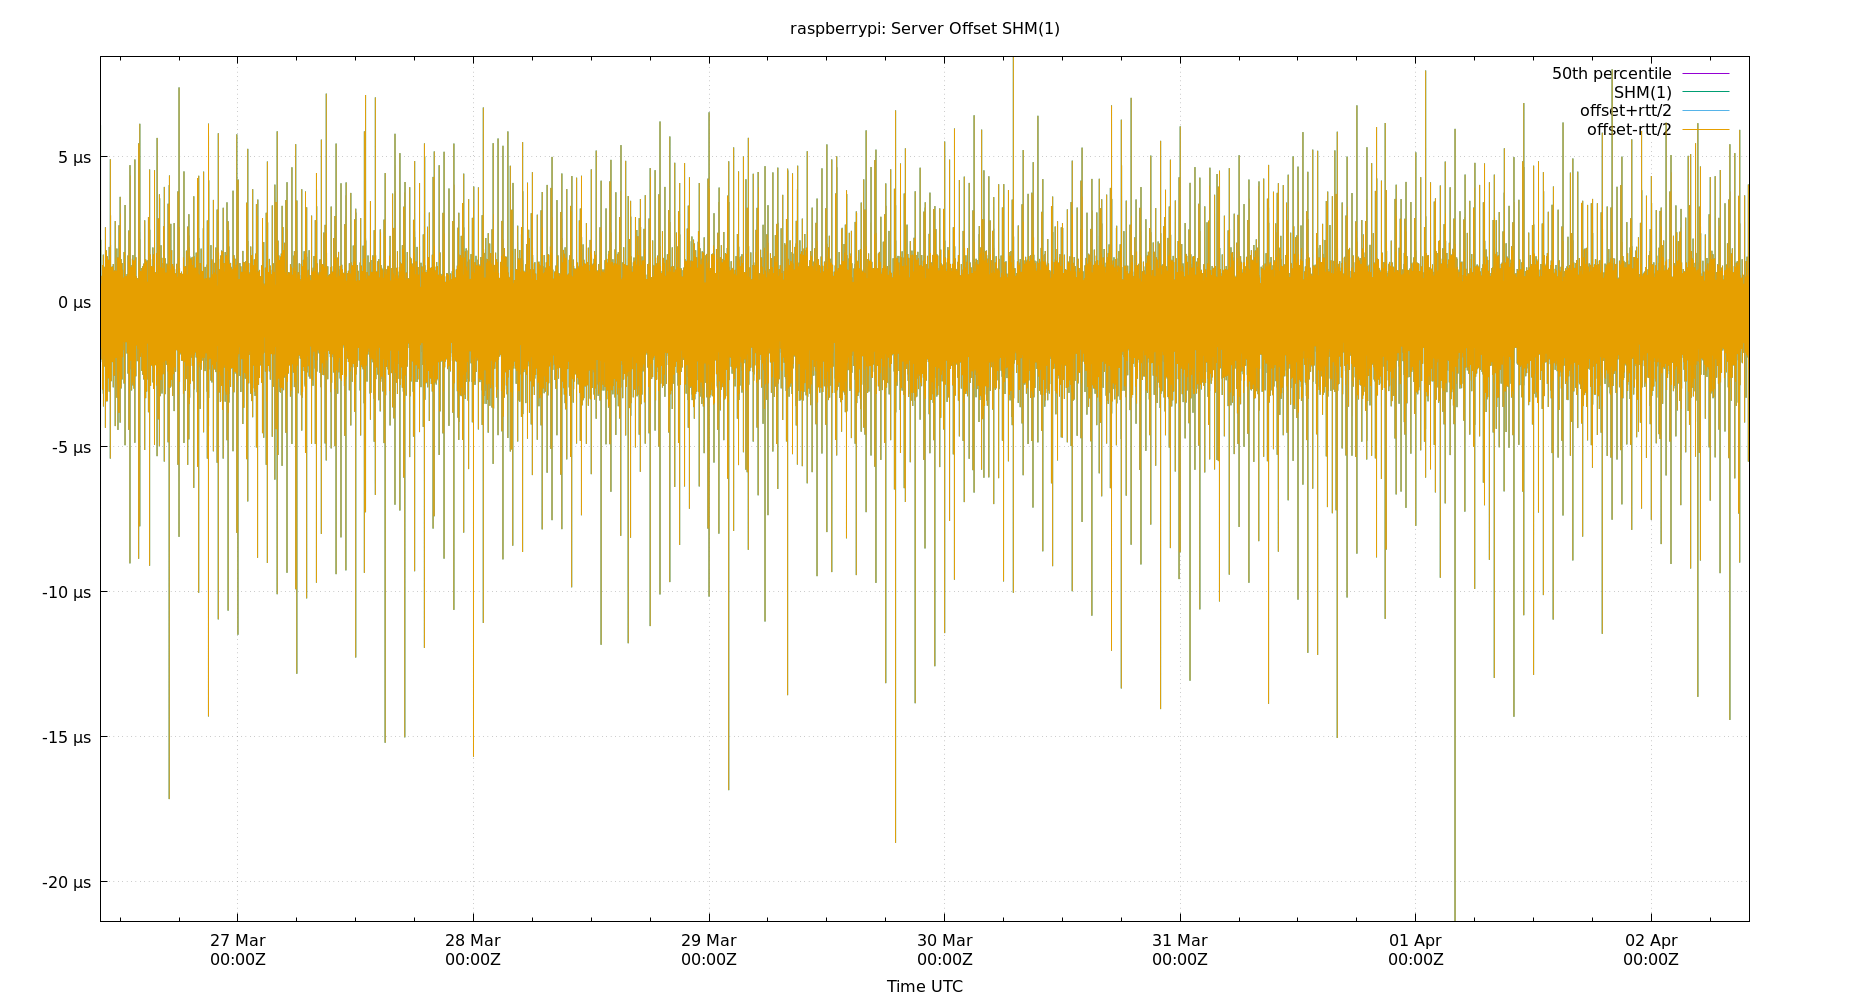 raspberrypi: Server Offset SHM(1)
50th percentile
SHM(1)
offset+rtt/2
offset-rtt/2
5 µs
0 µs
-5 µs
-10 µs
-15 µs
-20 µs
27 Mar 28 Mar 29 Mar 30 Mar 31 Mar 01 Apr 02 Apr
00:00Z 00:00Z 00:00Z 00:00Z 00:00Z 00:00Z 00:00Z
Time UTC